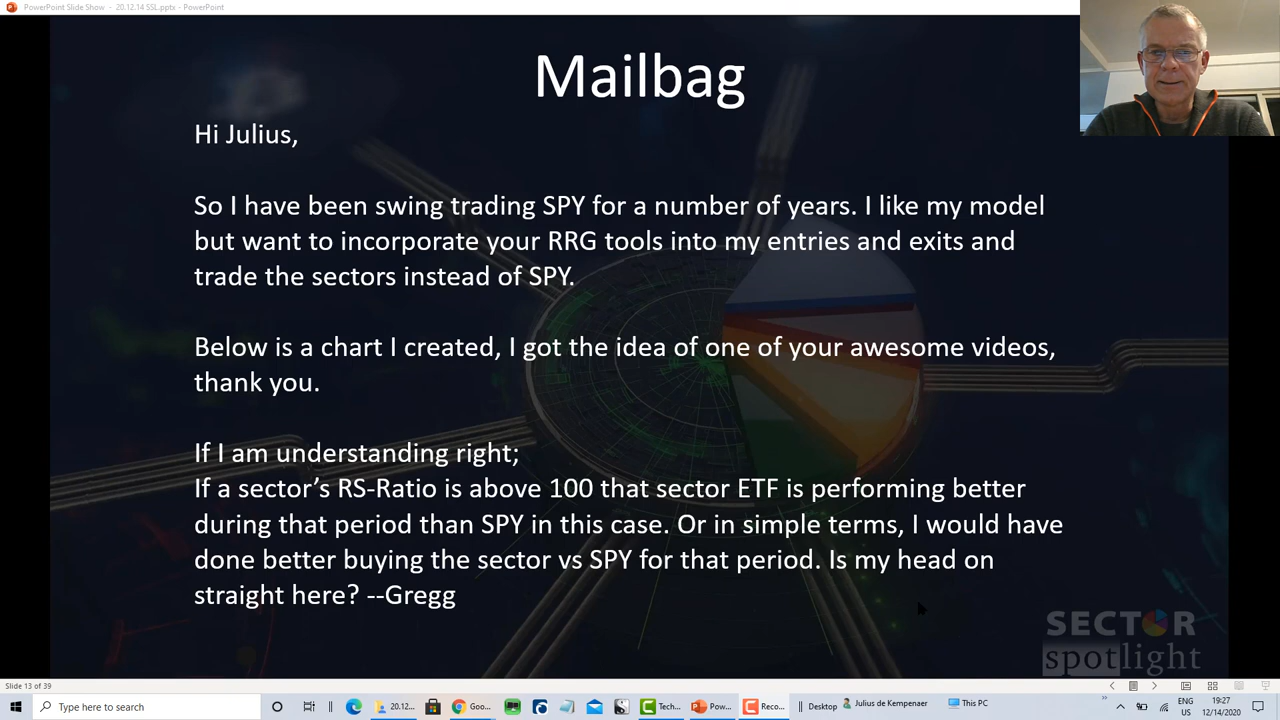 PowerPoint Slide Show - 20.12.14 SSL.pptx - PowerPoint
Mailbag
Hi Julius,
So I have been swing trading SPY for a number of years. I like my model
but want to incorporate your RRG tools into my entries and exits and
trade the sectors instead of SPY.
Below is a chart I created, I got the idea of one of your awesome videos,
thank you.
If I am understanding right;
If a sector’s RS-Ratio is above 100 that sector ETF is performing better
during that period than SPY in this case. Or in simple terms, I would have
done better buying the sector vs SPY for that period. Is my head on
straight here? --Gregg
SECTOR
spotlight
Slide 13 of 39
Type here to search
20.12...
Goo...
Tech...
Pow...
Reco...
Desktop
Julius de Kempenaer
This PC
ENG
US
19:27
12/14/2020